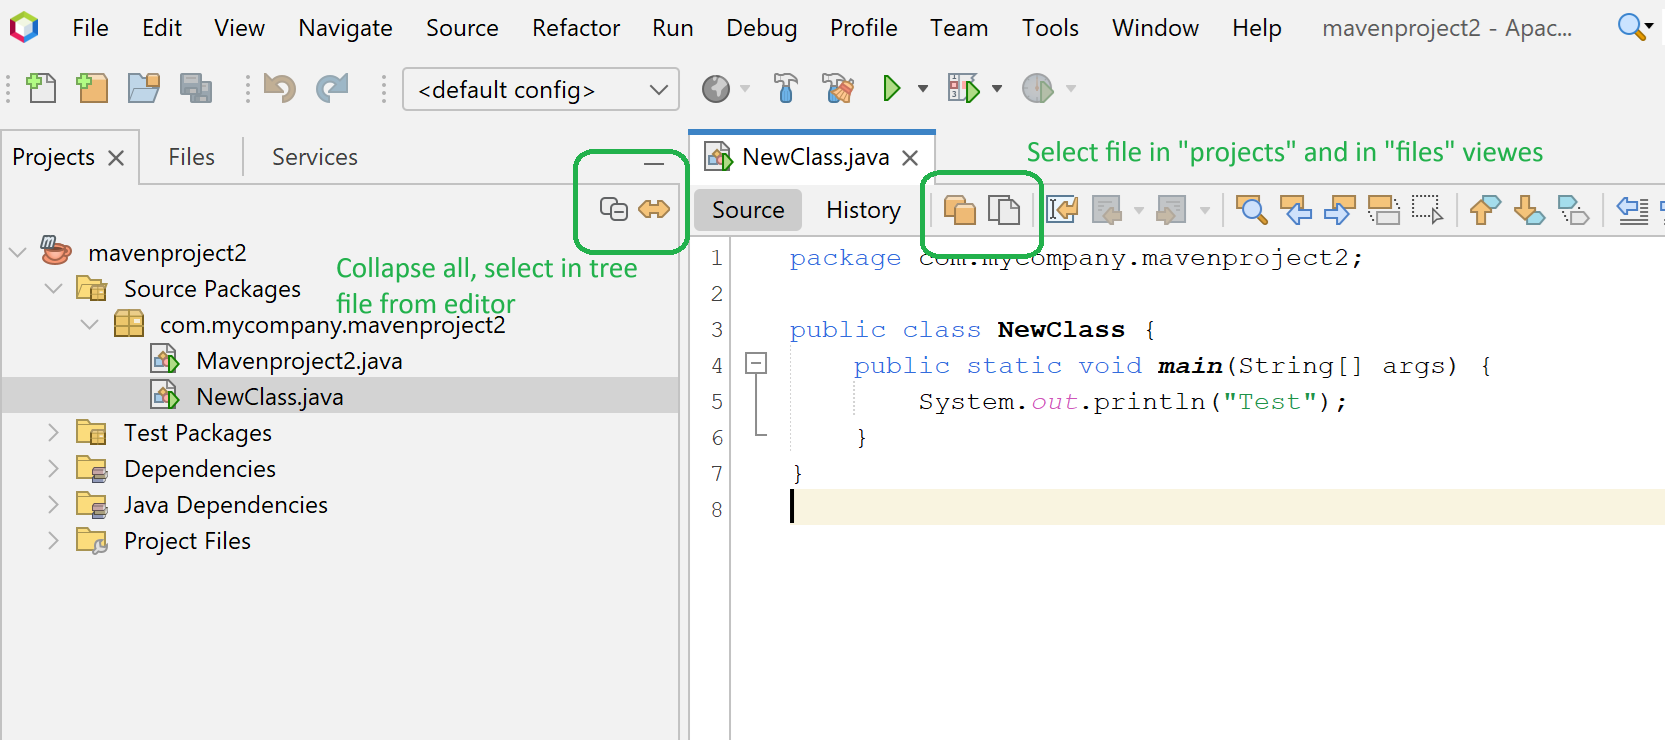 File Edit View Navigate Source Refactor Run Debug Profile Team Tools Window Help mavenproject2 - Apac...
<default config>
Projects Files Services
NewClass.java
Select file in "projects" and in "files" viewes
Source History
mavenproject2
Source Packages
com.mycompany.mavenproject2
Mavenproject2.java
NewClass.java
Test Packages
Dependencies
Java Dependencies
Project Files
Collapse all, select in tree
file from editor
1 package com.mycompany.mavenproject2;
2
3 public class NewClass {
4 public static void main(String[] args) {
5 System.out.println("Test");
6 }
7 }
8